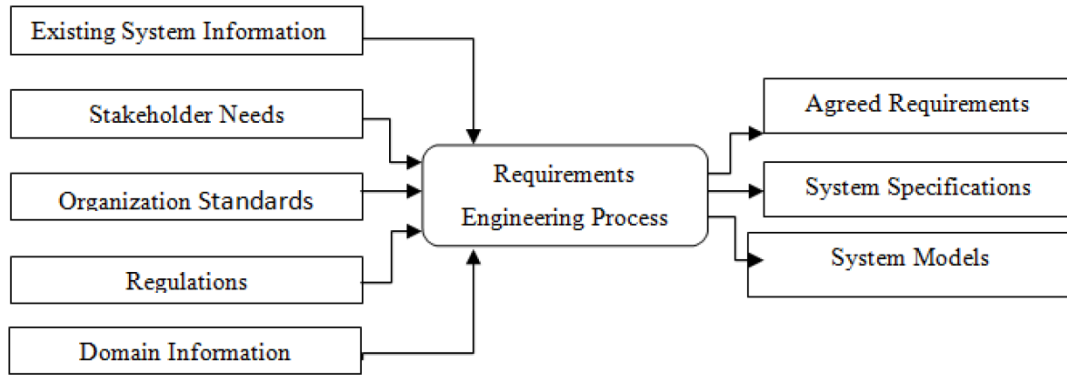 Existing System Information
Stakeholder Needs
Organization Standards
Regulations
Domain Information
Requirements
Engineering Process
Agreed Requirements
System Specifications
System Models